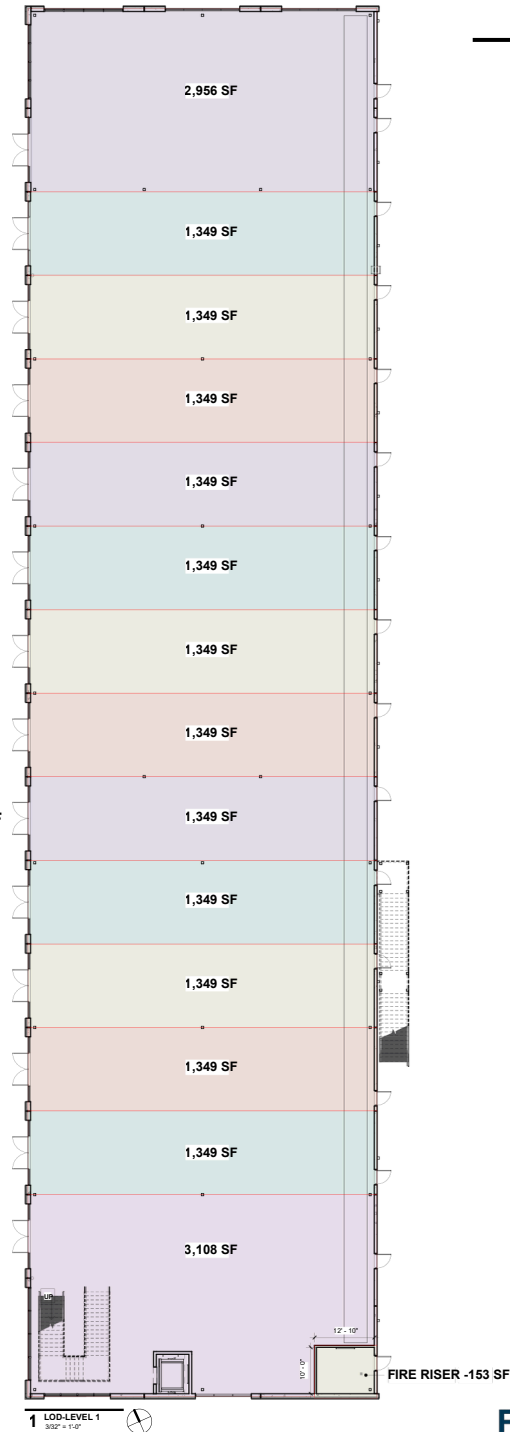 2,956 SF
1,349 SF
1,349 SF
1,349 SF
1,349 SF
1,349 SF
1,349 SF
1,349 SF
1,349 SF
1,349 SF
1,349 SF
1,349 SF
1,349 SF
3,108 SF
UP
12' - 10"
10' - 0"
FIRE RISER -153 SF
1 LOD-LEVEL 1
3/32" = 1'-0"